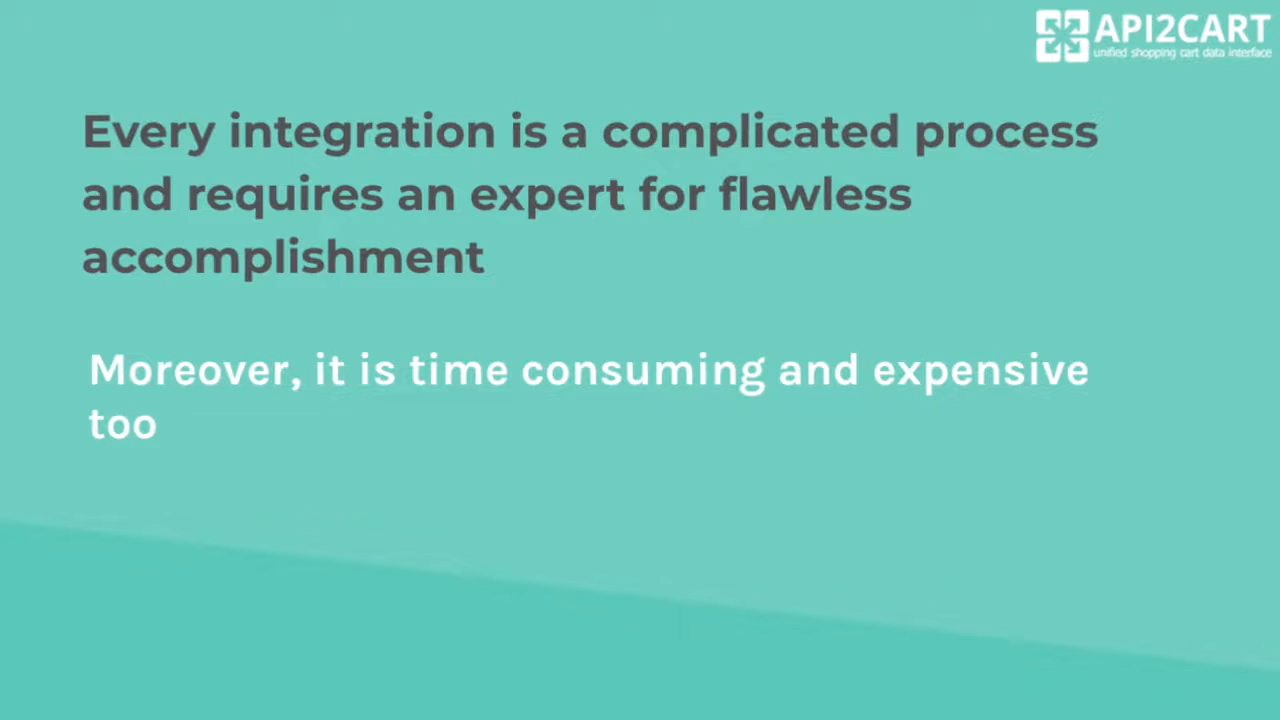 API2CART
unified shopping cart data interface
Every integration is a complicated process
and requires an expert for flawless
accomplishment
Moreover, it is time consuming and expensive
too